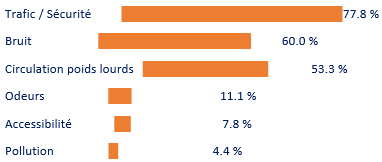 Trafic / Sécurité 77.8 %
Bruit 60.0 %
Circulation poids lourds 53.3 %
Odeurs 11.1 %
Accessibilité 7.8 %
Pollution 4.4 %